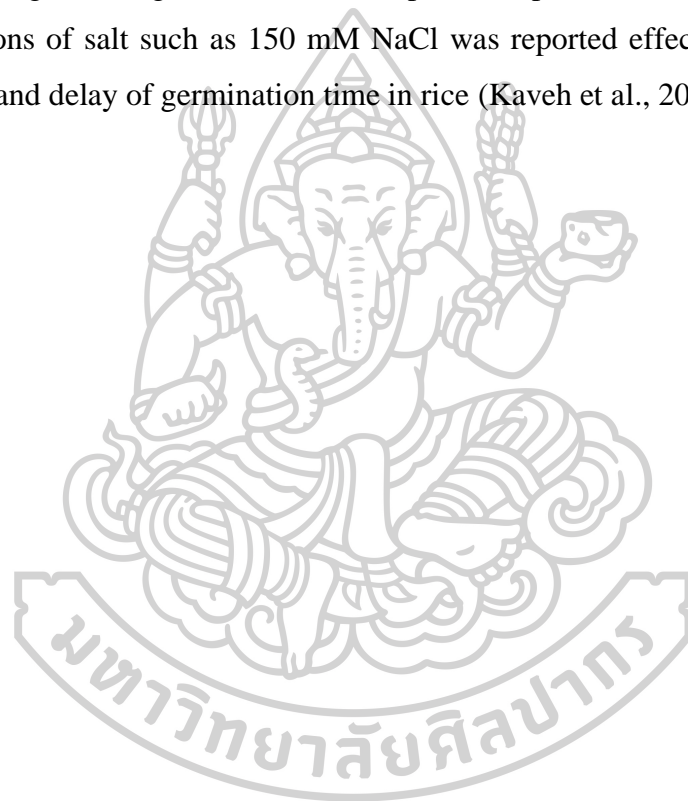 ons of salt such as 150 mM NaCl was reported effec
and delay of germination time in rice (Kaveh et al., 20
มหาวิทยาลัยศิลปากร